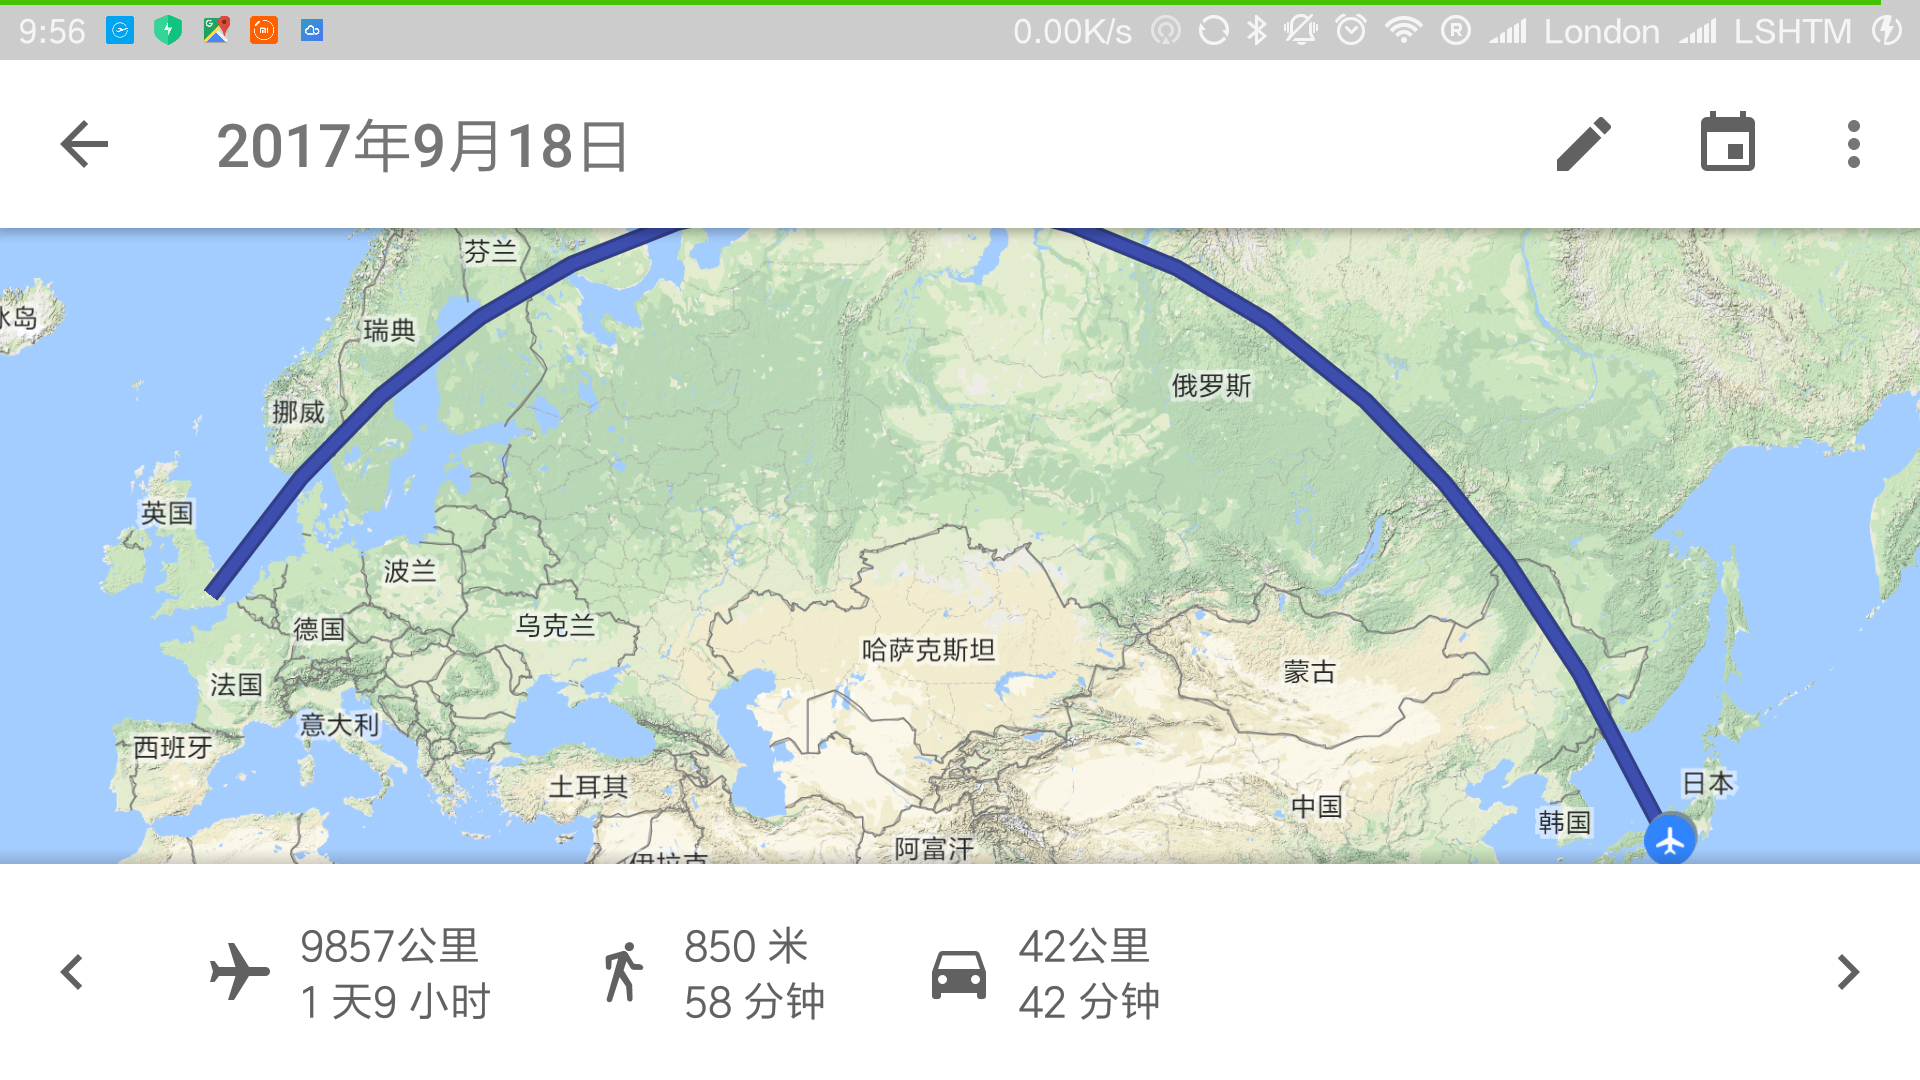 9:56 0.00K/s R London LSHTM
2017年9月18日
芬兰
冰岛
瑞典
俄罗斯
挪威
英国
波兰
乌克兰
德国
哈萨克斯坦
蒙古
法国
意大利
西班牙
日本
土耳其
中国
韩国
阿富汗
伊拉克
9857公里 850 米 42公里
1 天9 小时 58 分钟 42 分钟